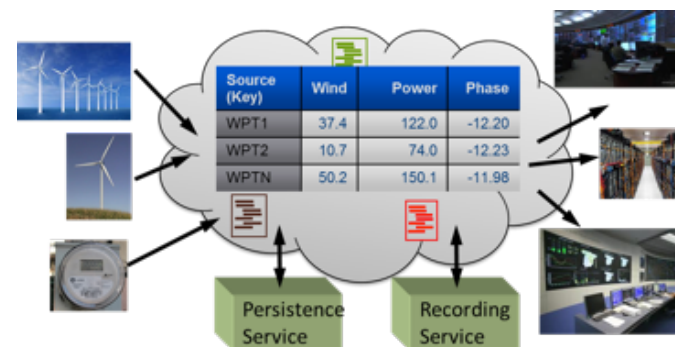 Source (Key) Wind Power Phase
WPT1 37.4 122.0 -12.20
WPT2 10.7 74.0 -12.23
WPTN 50.2 150.1 -11.98
Persistence
Service
Recording
Service